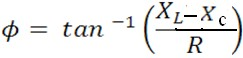 ϕ = tan ⁻¹ ( (X_L − X_c) / R )